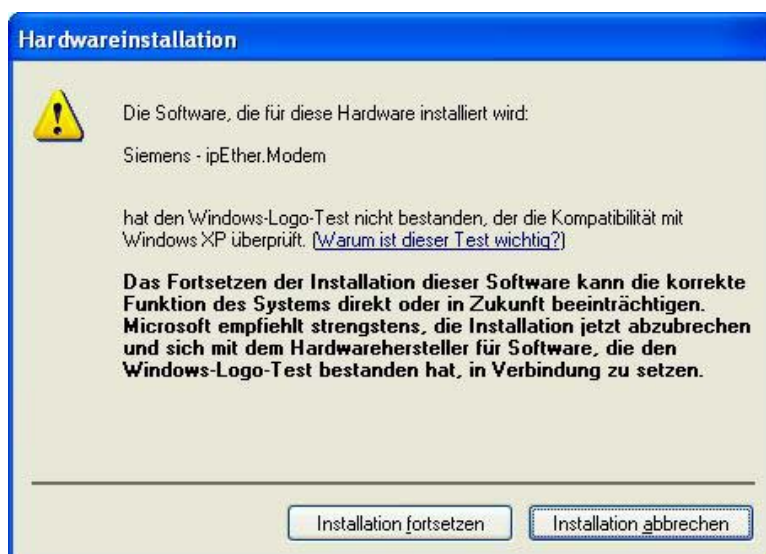 Hardwareinstallation
Die Software, die für diese Hardware installiert wird:
Siemens - ipEther.Modem
hat den Windows-Logo-Test nicht bestanden, der die Kompatibilität mit
Windows XP überprüft. (Warum ist dieser Test wichtig?)
Das Fortsetzen der Installation dieser Software kann die korrekte
Funktion des Systems direkt oder in Zukunft beeinträchtigen.
Microsoft empfiehlt strengstens, die Installation jetzt abzubrechen
und sich mit dem Hardwarehersteller für Software, die den
Windows-Logo-Test bestanden hat, in Verbindung zu setzen.
Installation fortsetzen
Installation abbrechen